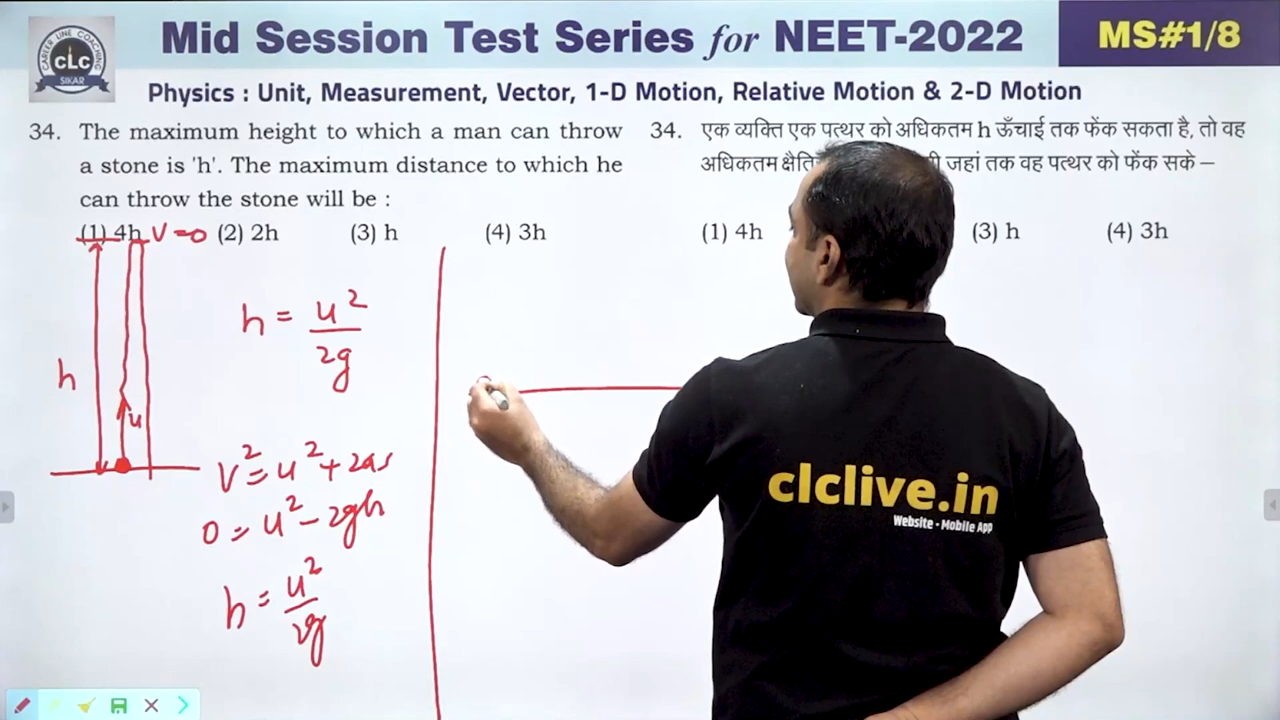 CAREER LINE COACHING
CLC
SIKAR
Mid Session Test Series for NEET-2022
MS#1/8
Physics : Unit, Measurement, Vector, 1-D Motion, Relative Motion & 2-D Motion
34. The maximum height to which a man can throw
a stone is 'h'. The maximum distance to which he
can throw the stone will be :
(1) 4h (2) 2h (3) h (4) 3h
34. एक व्यक्ति एक पत्थर को अधिकतम h ऊँचाई तक फेंक सकता है, तो वह
अधिकतम जहां तक वह पत्थर को फेंक सके –
(1) 4h (3) h (4) 3h
V=0
h
u
h = u²/2g
V² = u² + 2as
0 = u² - 2gh
h = u²/2g
clclive.in
Website • Mobile App